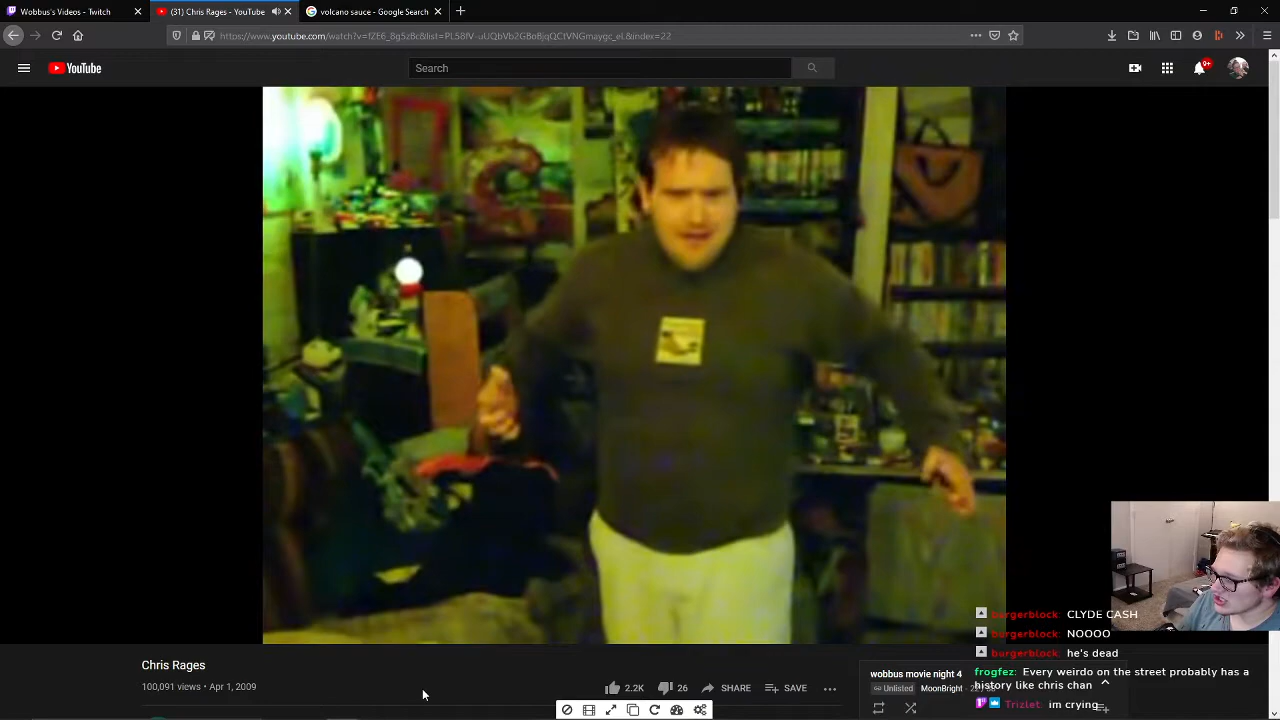 Wobbus's Videos - Twitch
(31) Chris Rages - YouTube
volcano sauce - Google Search
YouTube
Search
9+
CLYDE CASH
burgerblock: NOOOO
burgerblock: he's dead
frogfez: Every weirdo on the street probably has a
history like chris chan
Trizlet: im crying
Chris Rages
100,091 views • Apr 1, 2009
2.2K
26
SHARE
SAVE
wobbus movie night 4
Unlisted
MoonBright